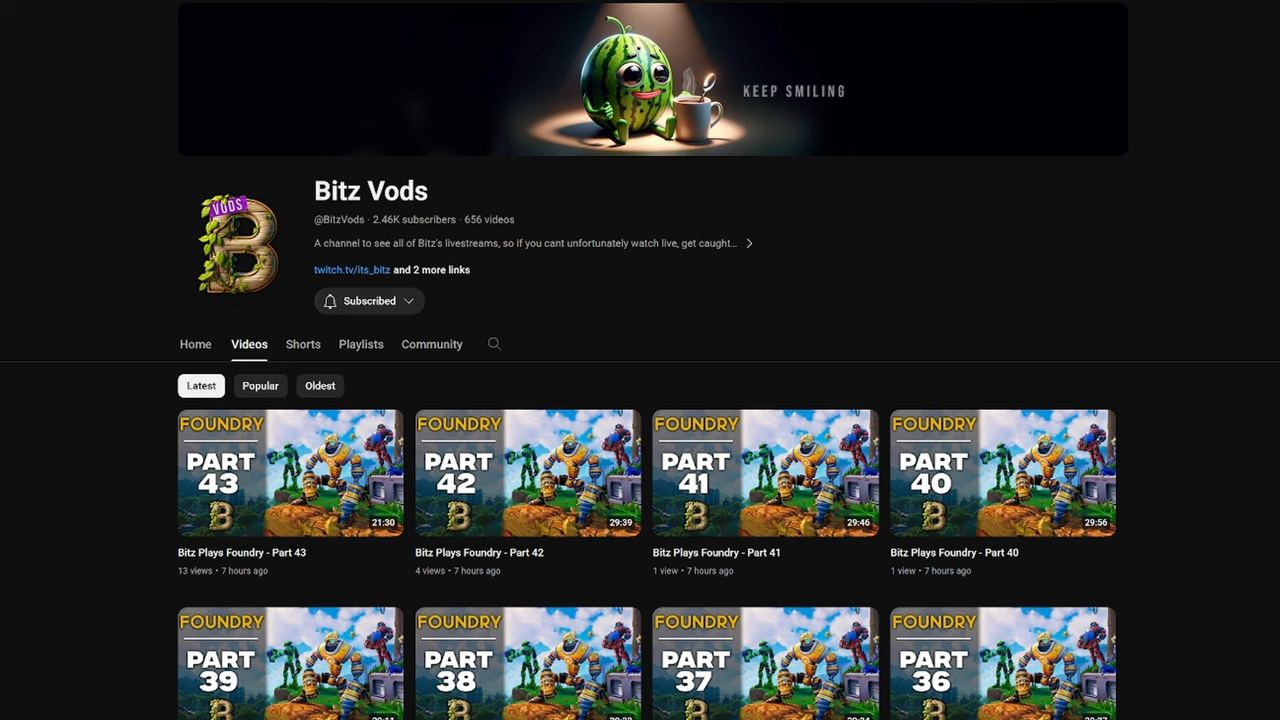 KEEP SMILING
VODS
B
Bitz Vods
@BitzVods · 2.46K subscribers · 656 videos
A channel to see all of Bitz's livestreams, so if you cant unfortunately watch live, get caught...
twitch.tv/its_bitz and 2 more links
Subscribed
Home Videos Shorts Playlists Community
Latest Popular Oldest
FOUNDRY
PART
43
B
21:30
FOUNDRY
PART
42
B
29:39
FOUNDRY
PART
41
B
29:46
FOUNDRY
PART
40
B
29:56
Bitz Plays Foundry - Part 43
13 views • 7 hours ago
Bitz Plays Foundry - Part 42
4 views • 7 hours ago
Bitz Plays Foundry - Part 41
1 view • 7 hours ago
Bitz Plays Foundry - Part 40
1 view • 7 hours ago
FOUNDRY
PART
39
FOUNDRY
PART
38
FOUNDRY
PART
37
FOUNDRY
PART
36